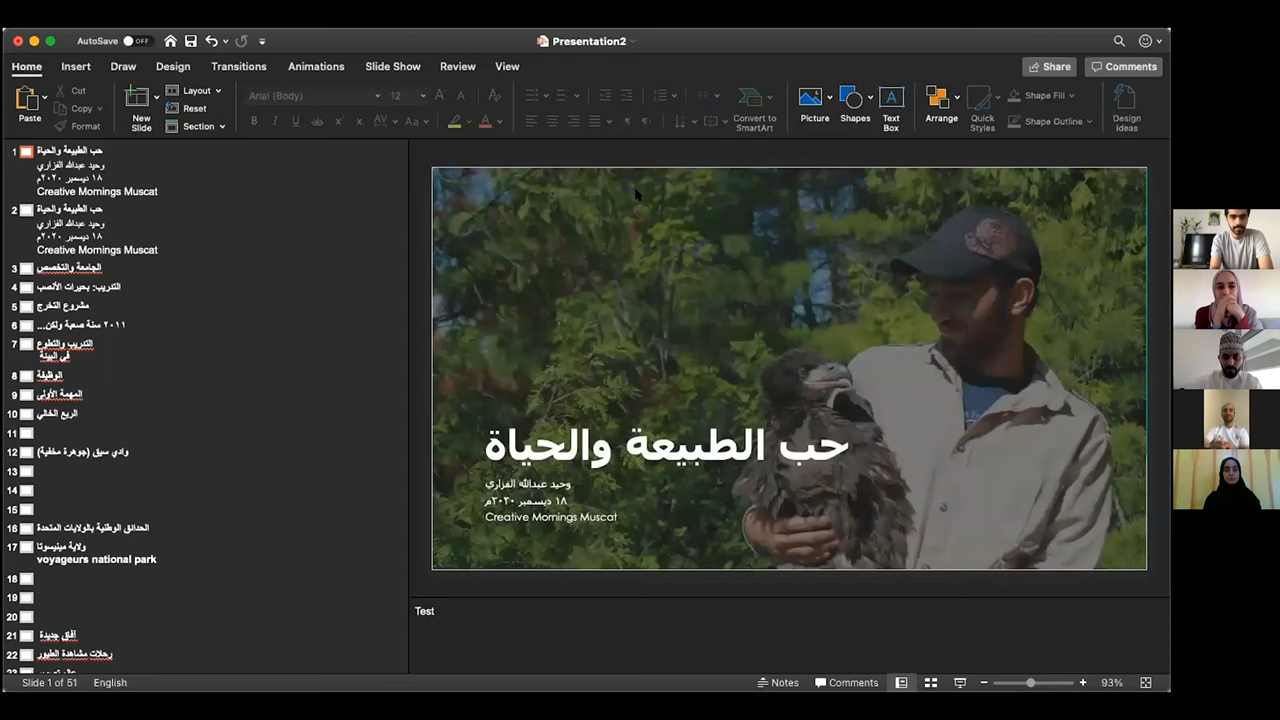 AutoSave
OFF
Presentation2
Home
Insert
Draw
Design
Transitions
Animations
Slide Show
Review
View
Share
Comments
Paste
Cut
Copy
Format
New Slide
Layout
Reset
Section
Arial (Body)
12
Convert to SmartArt
Picture
Shapes
Text Box
Arrange
Quick Styles
Shape Fill
Shape Outline
Design Ideas
1
حب الطبيعة والحياة
وحيد عبدالله الفزاري
١٨ ديسمبر ٢٠٢٠م
Creative Mornings Muscat
2
حب الطبيعة والحياة
وحيد عبدالله الفزاري
١٨ ديسمبر ٢٠٢٠م
Creative Mornings Muscat
3 الجامعة والتخصص
4 التدريب: بحيرات الأنصب
5 مشروع التخرج
6 ٢٠١١ سنة صعبة ولكن...
7 التدريب والتطوع
في البيئة
8 الوظيفة
9 المهمة الأولى
10 الربع الخالي
11
12 وادي سيق (جوهرة مخفية)
13
14
15
16 الحدائق الوطنية بالولايات المتحدة
17 ولاية مينيسوتا
voyageurs national park
18
19
20
21 آفاق جديدة
22 رحلات مشاهدة الطيور
حب الطبيعة والحياة
وحيد عبدالله الفزاري
١٨ ديسمبر ٢٠٢٠م
Creative Mornings Muscat
Test
Slide 1 of 51
English
Notes
Comments
93%